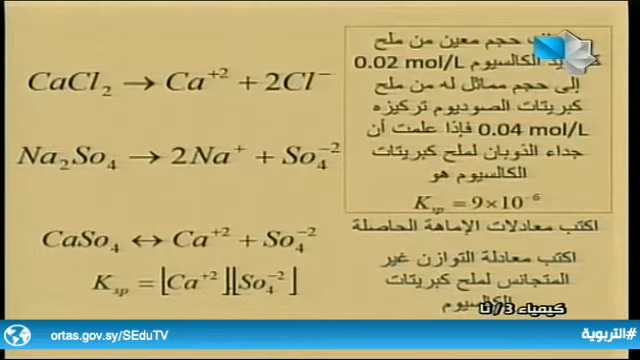 حجم معين من ملح
الكالسيوم 0.02 mol/L
إلى حجم مماثل له من ملح
كبريتات الصوديوم تركيزه
0.04 mol/L فإذا علمت أن
جداء الذوبان لملح كبريتات
الكالسيوم هو
K_sp = 9×10^-6
CaCl₂ → Ca⁺² + 2Cl⁻
Na₂So₄ → 2Na⁺ + So₄⁻²
CaSo₄ ↔ Ca⁺² + So₄⁻²
K_sp = [Ca⁺²][So₄⁻²]
اكتب معادلات الإماهة الحاصلة
اكتب معادلة التوازن غير
المتجانس لملح كبريتات
كيمياء 3/ثا
ortas.gov.sy/SEduTV
#التربوية